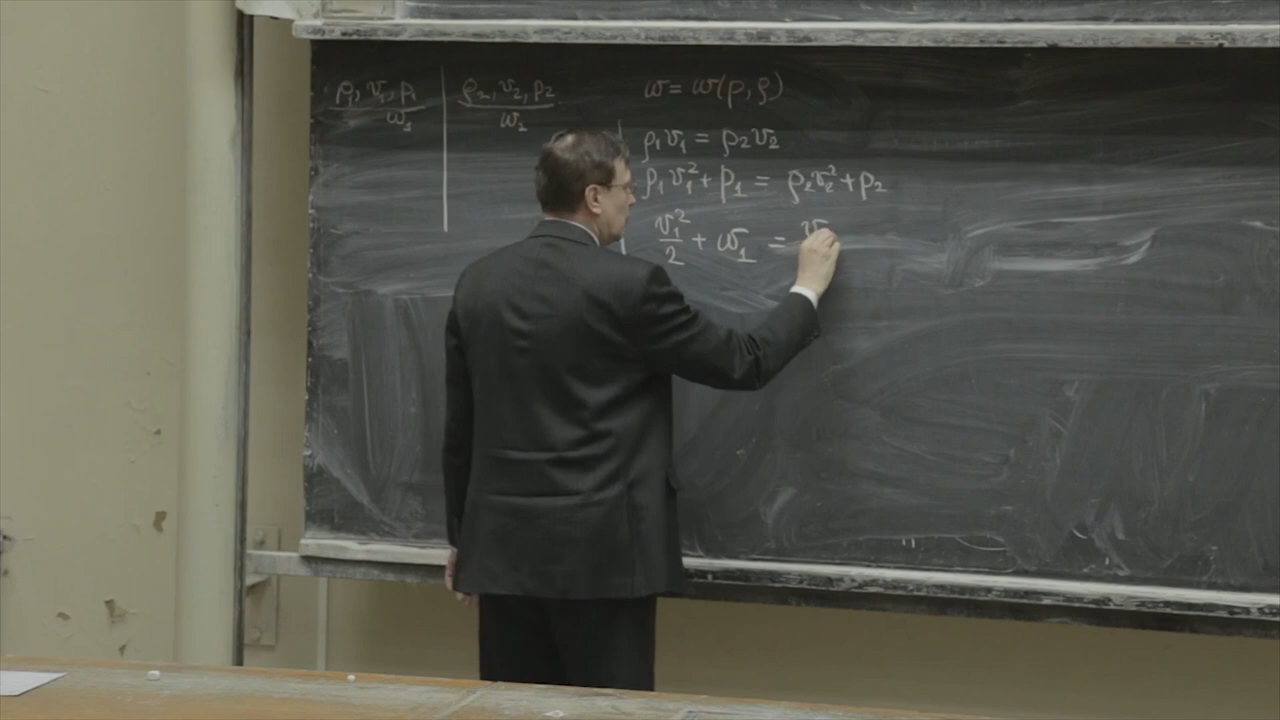 ρ₁, v₁, p₁ | ρ₂, v₂, p₂
w₁ | w₂
w = w(p, ρ)
ρ₁v₁ = ρ₂v₂
ρ₁v₁² + p₁ = ρ₂v₂² + p₂
v₁²/2 + w₁ = v